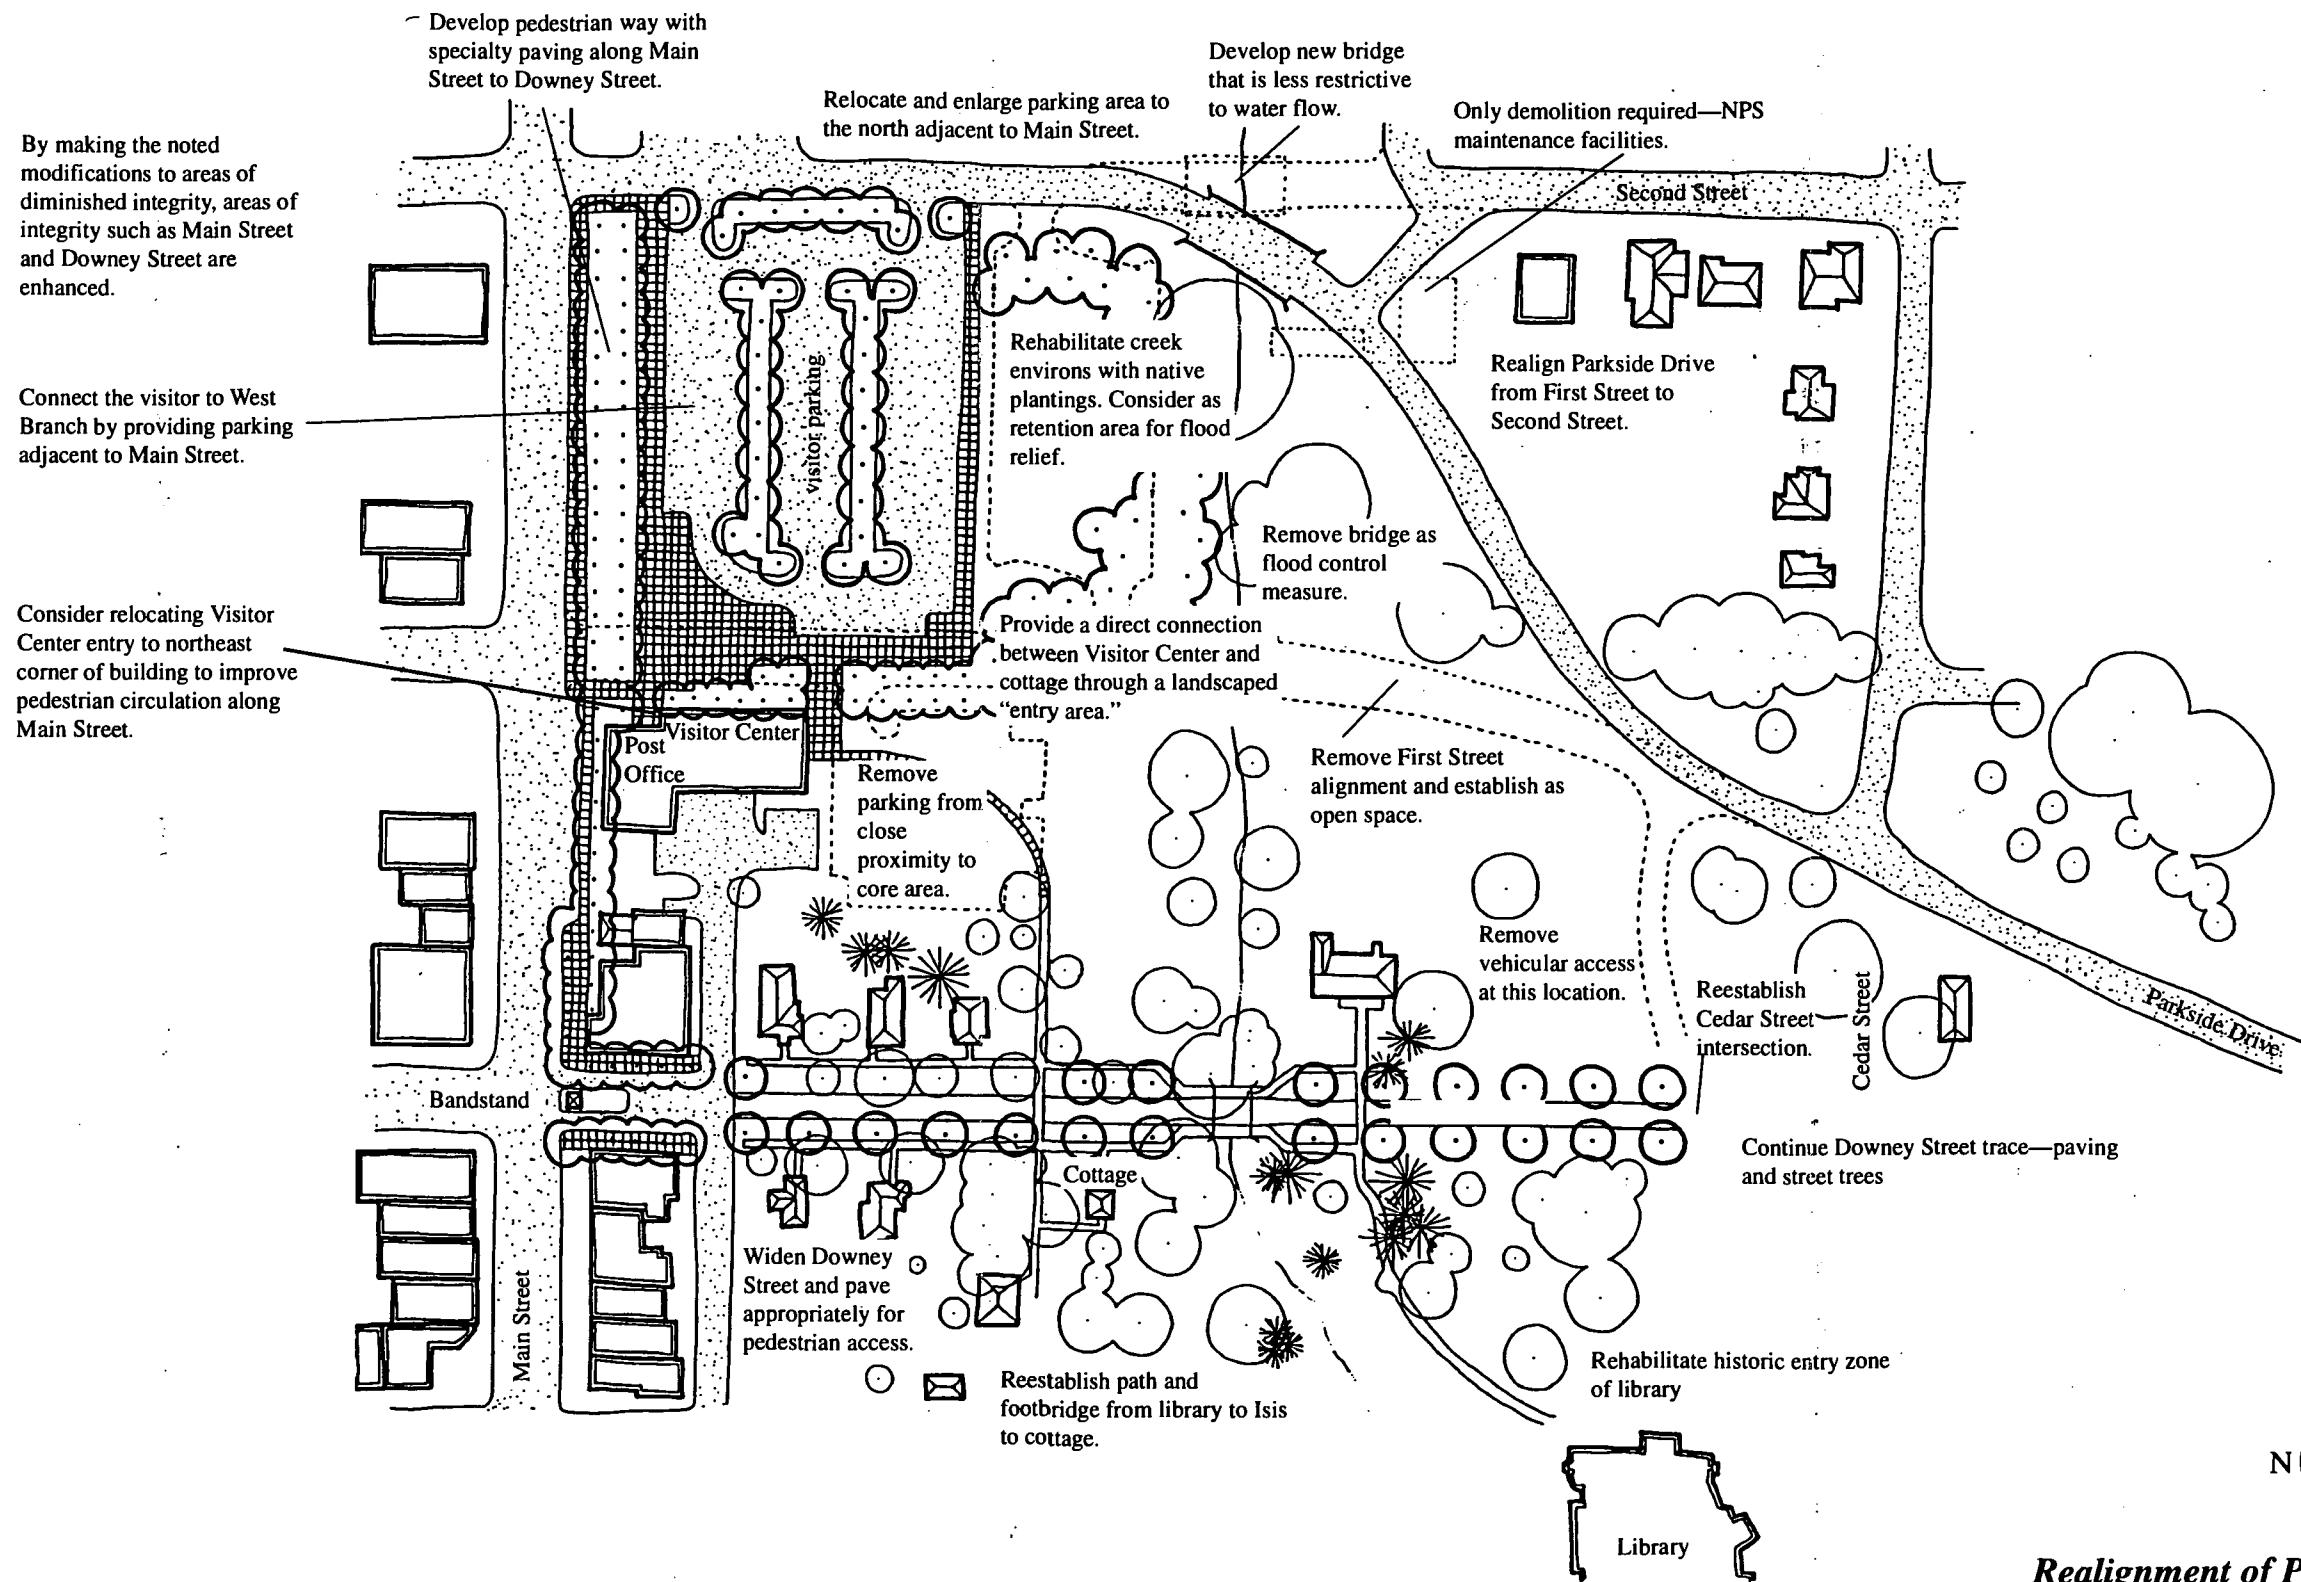 Develop pedestrian way with
specialty paving along Main
Street to Downey Street.
Relocate and enlarge parking area to
the north adjacent to Main Street.
Develop new bridge
that is less restrictive
to water flow.
Only demolition required—NPS
maintenance facilities.
By making the noted
modifications to areas of
diminished integrity, areas of
integrity such as Main Street
and Downey Street are
enhanced.
Second Street
Connect the visitor to West
Branch by providing parking
adjacent to Main Street.
visitor parking
Rehabilitate creek
environs with native
plantings. Consider as
retention area for flood
relief.
Realign Parkside Drive
from First Street to
Second Street.
Remove bridge as
flood control
measure.
Consider relocating Visitor
Center entry to northeast
corner of building to improve
pedestrian circulation along
Main Street.
Provide a direct connection
between Visitor Center and
cottage through a landscaped
“entry area.”
Visitor Center
Post
Office
Remove
parking from
close
proximity to
core area.
Remove First Street
alignment and establish as
open space.
Remove
vehicular access
at this location.
Reestablish
Cedar Street
intersection.
Cedar Street
Parkside Drive
Bandstand
Continue Downey Street trace—paving
and street trees
Cottage
Widen Downey
Street and pave
appropriately for
pedestrian access.
Main Street
Reestablish path and
footbridge from library to Isis
to cottage.
Rehabilitate historic entry zone
of library
Library
N
Realignment of P